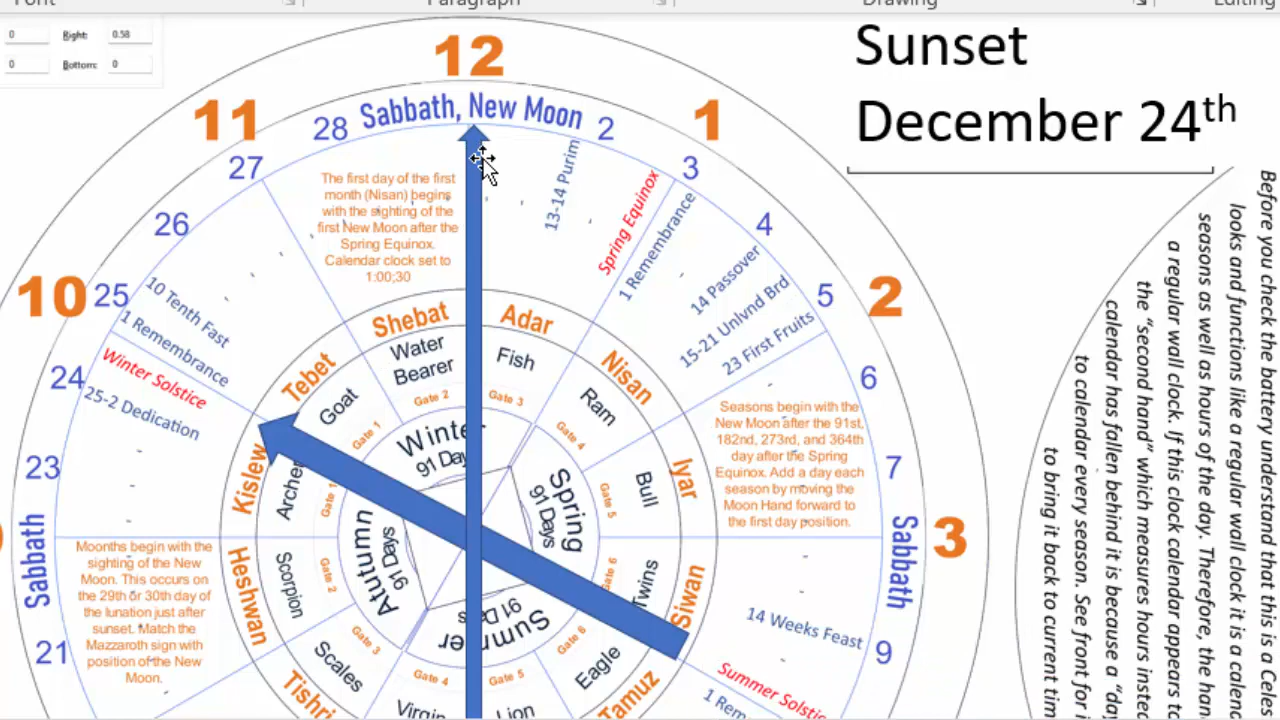 Font
Paragraph
Drawing
Editing
0
Right:
0.58
0
Bottom:
0
Sunset
December 24th
12
1
2
3
10
11
Sabbath, New Moon
2
3
4
5
6
7
Sabbath
9
28
27
26
25
24
23
Sabbath
21
The first day of the first
month (Nisan) begins
with the sighting of the
first New Moon after the
Spring Equinox.
Calendar clock set to
1:00;30
13-14 Purim
Spring Equinox
1 Remembrance
14 Passover
15-21 Unlvnd Brd
23 First Fruits
Seasons begin with the
New Moon after the 91st,
182nd, 273rd, and 364th
day after the Spring
Equinox. Add a day each
season by moving the
Moon Hand forward to
the first day position.
14 Weeks Feast
Summer Solstic
1 Rem
10 Tenth Fast
1 Remembrance
Winter Solstice
25-2 Dedication
Moonths begin with the
sighting of the New
Moon. This occurs on
the 29th or 30th day of
the lunation just after
sunset. Match the
Mazzaroth sign with
position of the New
Moon.
Shebat
Adar
Nisan
Iyar
Siwan
Tamuz
Tishri
Heshwan
Kislew
Tebet
Water
Bearer
Fish
Ram
Bull
Twins
Eagle
Lion
Virgin
Scales
Scorpion
Archer
Goat
Gate 2
Gate 3
Gate 4
Gate 5
Gate 6
Gate 6
Gate 5
Gate 4
Gate 3
Gate 2
Gate 1
Gate 1
Winter
91 Days
Spring
91 Days
Summer
91 Days
Autumn
91 Days
Before you check the battery understand that this is a Celes
looks and functions like a regular wall clock it is a calend
seasons as well as hours of the day. Therefore, the han
a regular wall clock. If this clock calendar appears to
the “second hand” which measures hours instea
calendar has fallen behind it is because a “day
to calendar every season. See front for i
to bring it back to current tim